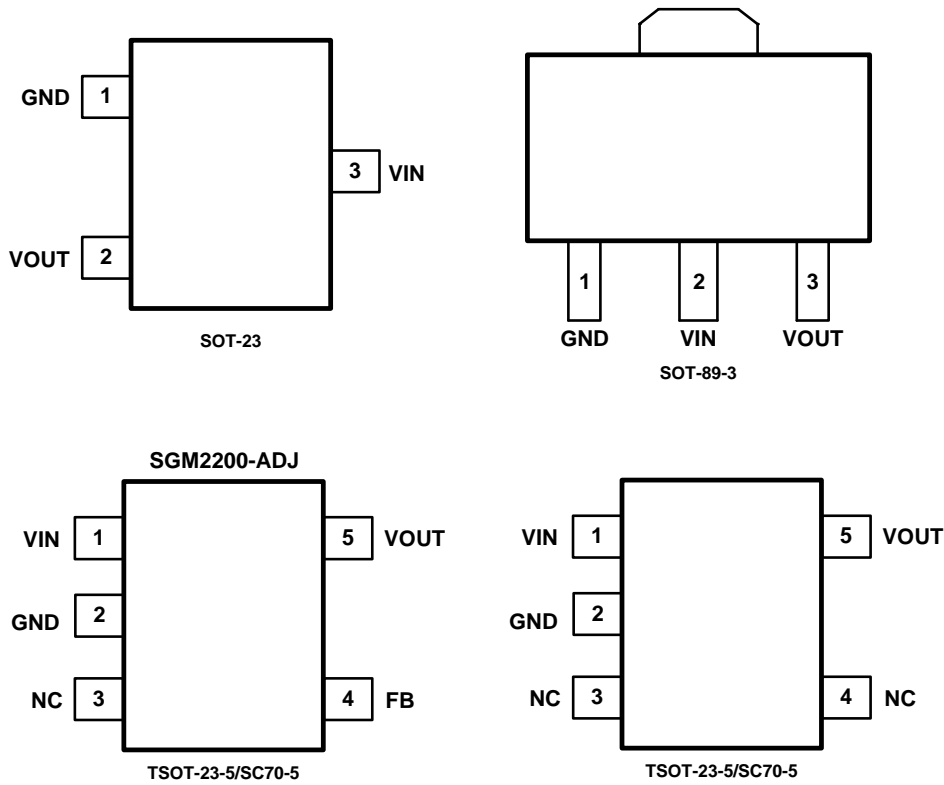 GND 1
3 VIN
VOUT 2
SOT-23
1 2 3
GND VIN VOUT
SOT-89-3
SGM2200-ADJ
VIN 1 5 VOUT
GND 2
NC 3 4 FB
TSOT-23-5/SC70-5
VIN 1 5 VOUT
GND 2
NC 3 4 NC
TSOT-23-5/SC70-5